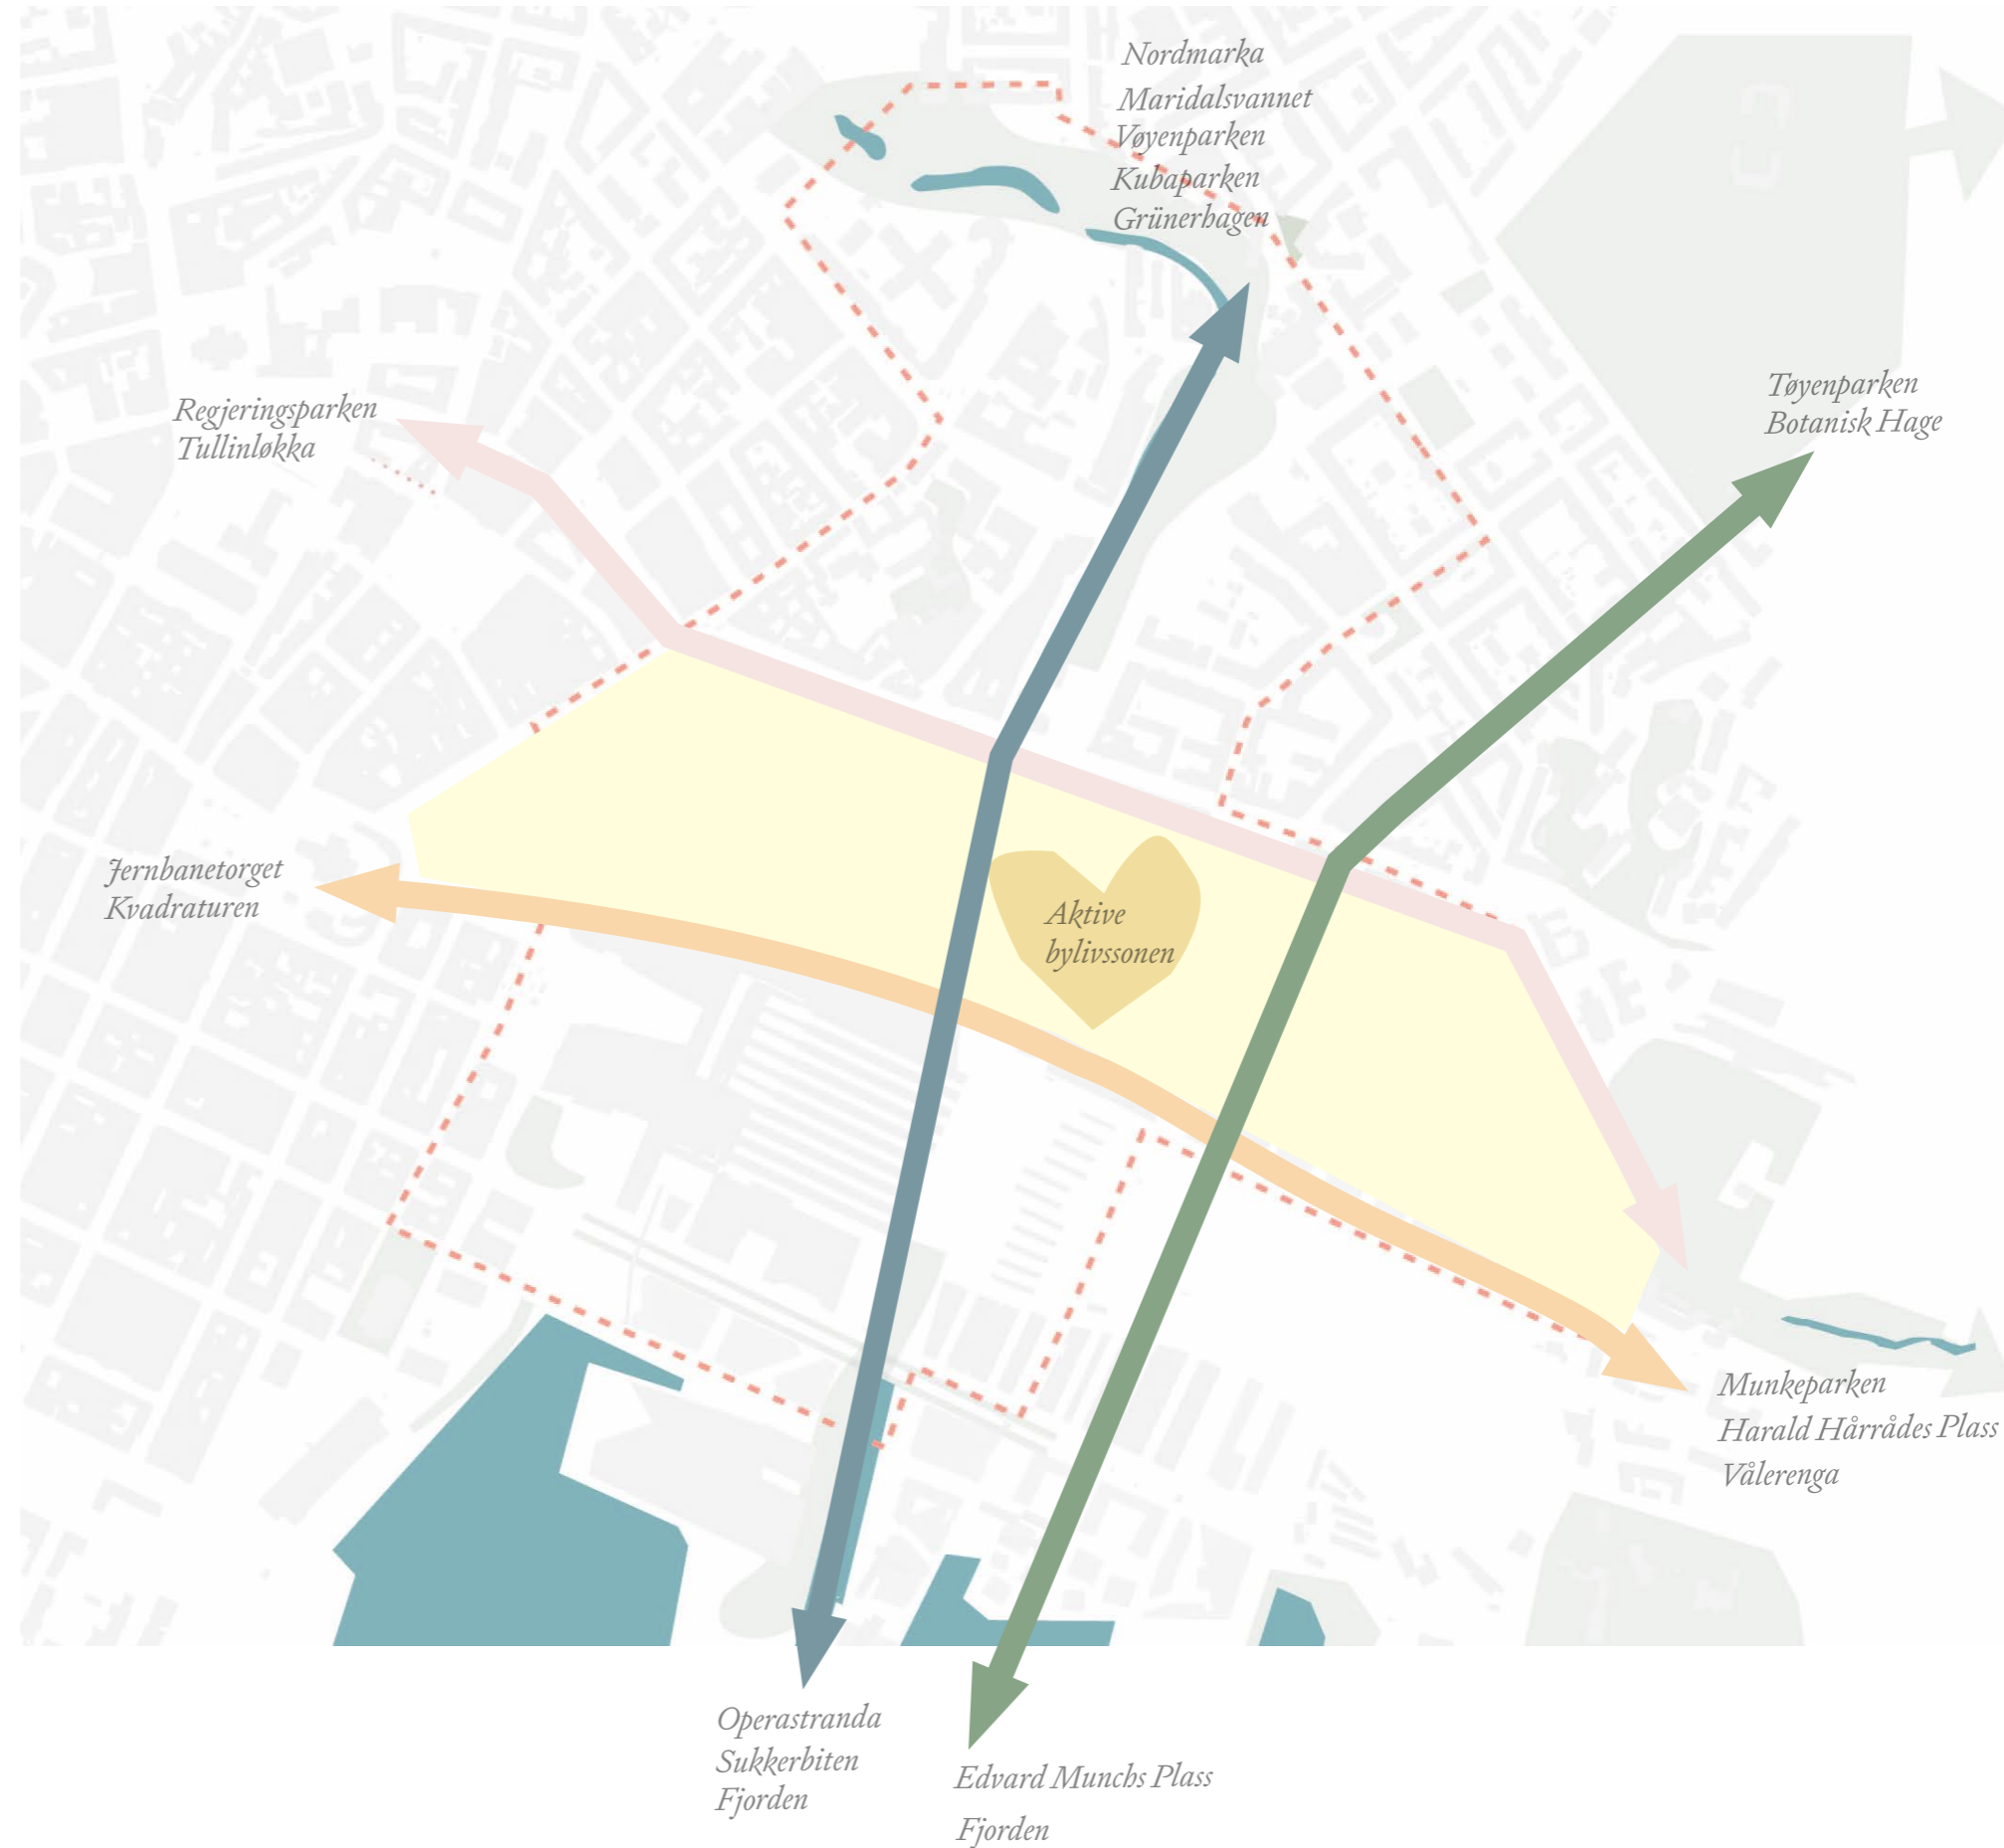 Nordmarka
Maridalsvannet
Vøyenparken
Kubaparken
Grünerhagen
Tøyenparken
Botanisk Hage
Regjeringsparken
Tullinløkka
Jernbanetorget
Kvadraturen
Aktive
bylivssonen
Munkeparken
Harald Hårrådes Plass
Vålerenga
Operastranda
Sukkerbiten
Fjorden
Edvard Munchs Plass
Fjorden